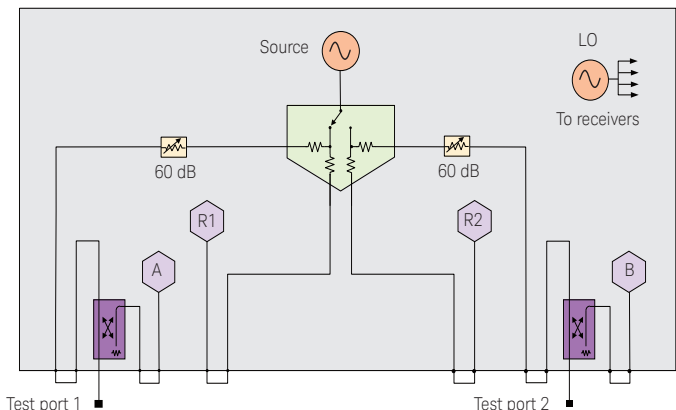 Source
LO
To receivers
60 dB
60 dB
R1
R2
A
B
Test port 1
Test port 2